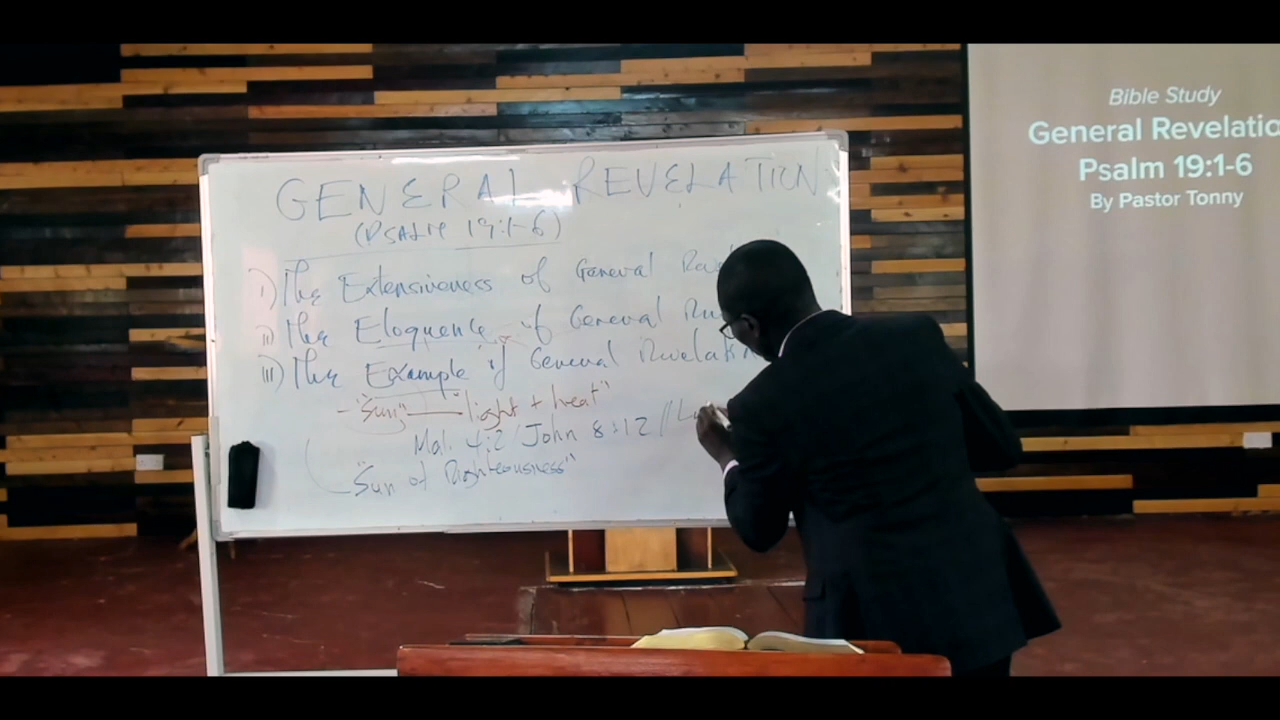 GENERAL REVELATION
(PSALM 19:1-6)
i) The Extensiveness of General
ii) The Eloquence of General
iii) The Example of General Revelat
- "Sun" — "light + heat"
Mal. 4:2 / John 8:12 // L
"Sun of Righteousness"
Bible Study
General Revelatio
Psalm 19:1-6
By Pastor Tonny